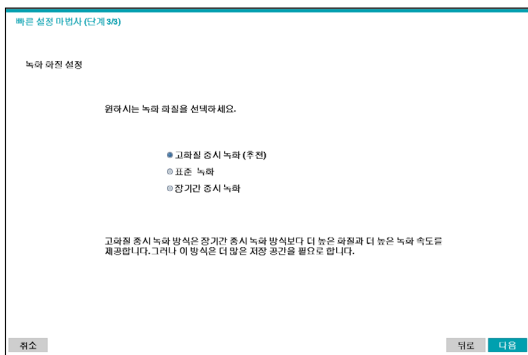 빠른 설정 마법사 (단계 3/3)
녹화 화질 설정
원하시는 녹화 화질을 선택하세요.
고화질 중시 녹화 (추천)
표준 녹화
장기간 중시 녹화
고화질 중시 녹화 방식은 장기간 중시 녹화 방식보다 더 높은 화질과 더 높은 녹화 속도를
제공합니다.그러나 이 방식은 더 많은 저장 공간을 필요로 합니다.
취소
뒤로
다음